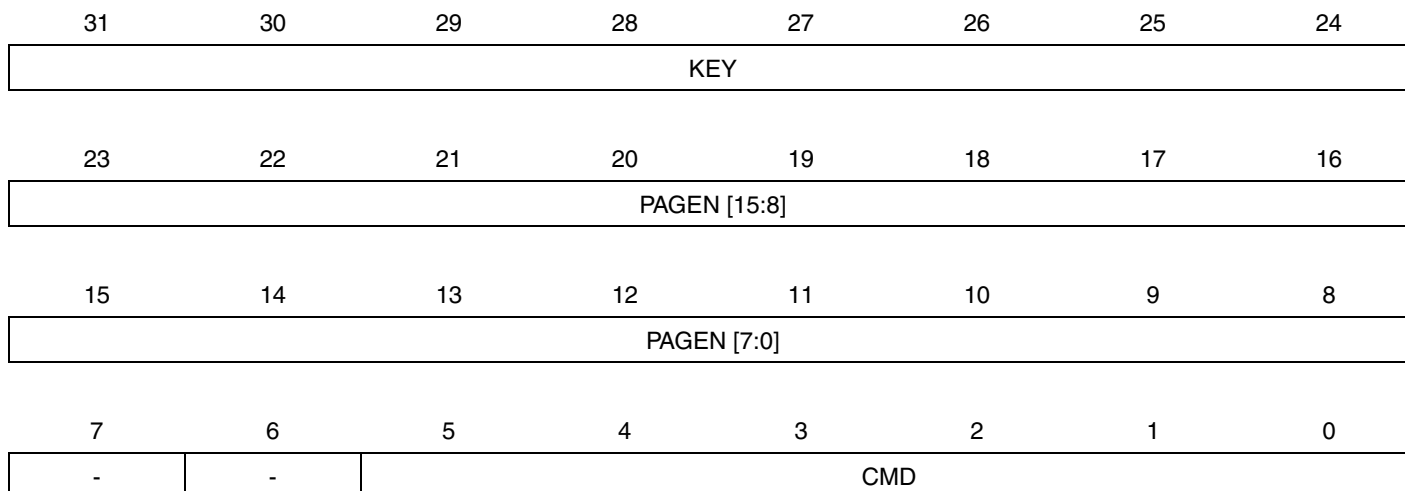 31 30 29 28 27 26 25 24
KEY
23 22 21 20 19 18 17 16
PAGEN [15:8]
15 14 13 12 11 10 9 8
PAGEN [7:0]
7 6 5 4 3 2 1 0
- - CMD